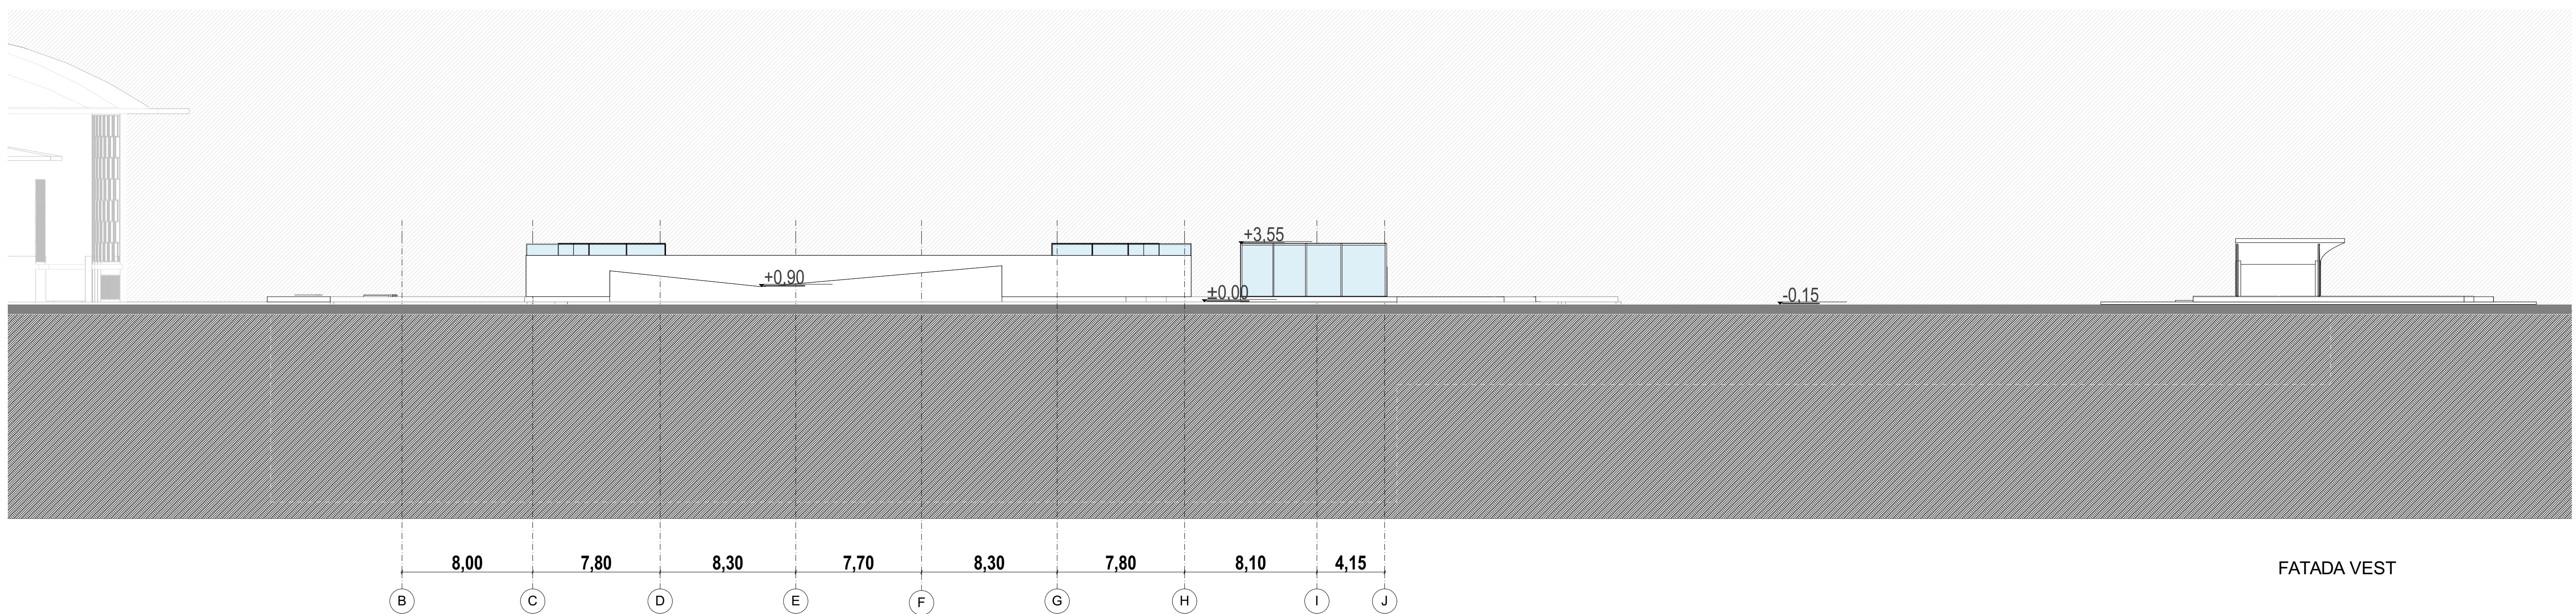 +3,55
+0,90
±0,00
-0,15
8,00 7,80 8,30 7,70 8,30 7,80 8,10 4,15
FATADA VEST
B C D E F G H I J